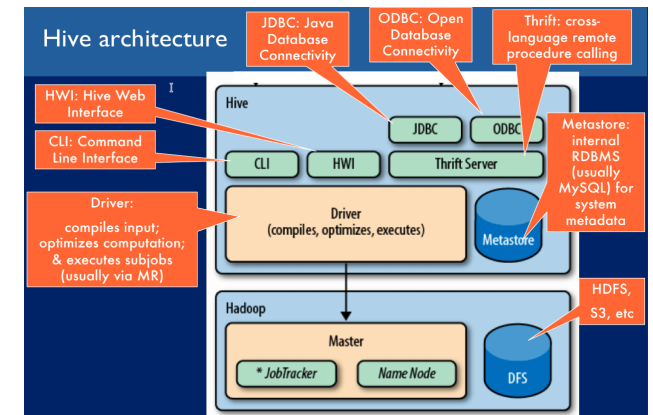 Hive architecture
JDBC: Java
Database
Connectivity
ODBC: Open
Database
Connectivity
Thrift: cross-
language remote
procedure calling
HWI: Hive Web
Interface
CLI: Command
Line Interface
Driver:
compiles input;
optimizes computation;
& executes subjobs
(usually via MR)
Hive
JDBC
ODBC
CLI
HWI
Thrift Server
Driver
(compiles, optimizes, executes)
Metastore
Metastore:
internal
RDBMS
(usually
MySQL) for
system
metadata
Hadoop
Master
* JobTracker
Name Node
DFS
HDFS,
S3, etc